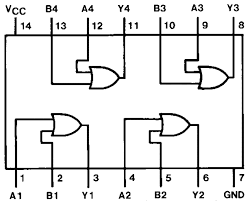 VCC B4 A4 Y4 B3 A3 Y3
14 13 12 11 10 9 8
1 2 3 4 5 6 7
A1 B1 Y1 A2 B2 Y2 GND